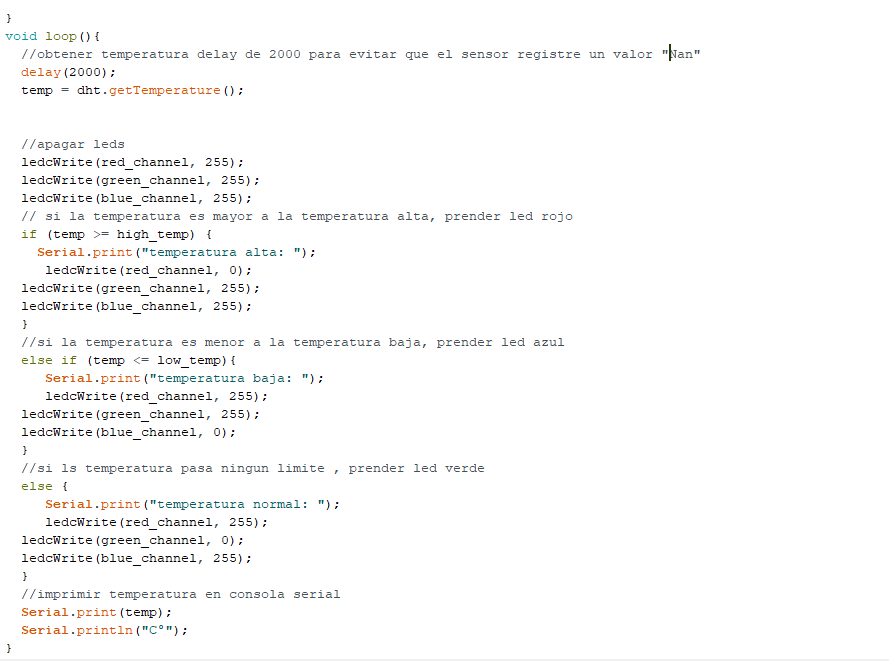 }
void loop(){
  //obtener temperatura delay de 2000 para evitar que el sensor registre un valor "Nan"
  delay(2000);
  temp = dht.getTemperature();
  //apagar leds
  ledcWrite(red_channel, 255);
  ledcWrite(green_channel, 255);
  ledcWrite(blue_channel, 255);
  // si la temperatura es mayor a la temperatura alta, prender led rojo
  if (temp >= high_temp) {
    Serial.print("temperatura alta: ");
     ledcWrite(red_channel, 0);
  ledcWrite(green_channel, 255);
  ledcWrite(blue_channel, 255);
  }
  //si la temperatura es menor a la temperatura baja, prender led azul
  else if (temp <= low_temp){
     Serial.print("temperatura baja: ");
     ledcWrite(red_channel, 255);
  ledcWrite(green_channel, 255);
  ledcWrite(blue_channel, 0);
  }
  //si ls temperatura pasa ningun limite , prender led verde
  else {
     Serial.print("temperatura normal: ");
     ledcWrite(red_channel, 255);
  ledcWrite(green_channel, 0);
  ledcWrite(blue_channel, 255);
  }
  //imprimir temperatura en consola serial
  Serial.print(temp);
  Serial.println("C°");
}